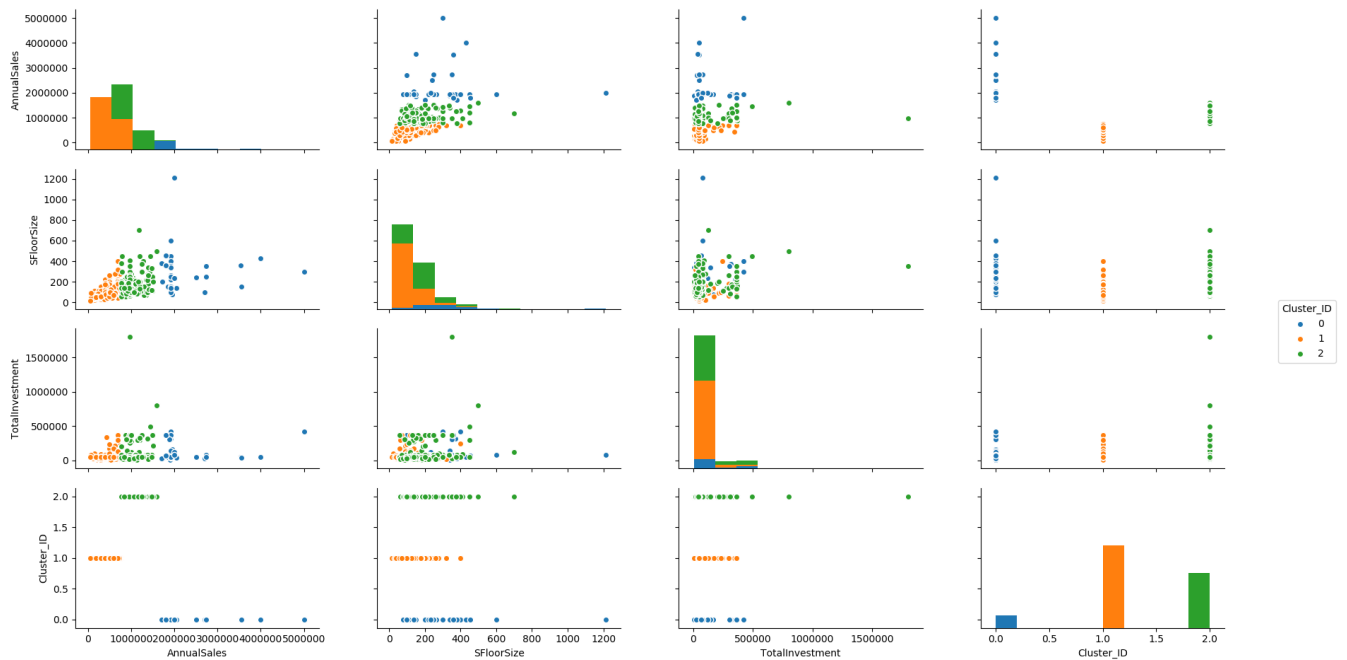 5000000
4000000
3000000
2000000
1000000
0
AnnualSales
1200
1000
800
600
400
200
0
SFloorSize
Cluster_ID
0
1
2
1500000
1000000
500000
0
TotalInvestment
2.0
1.5
1.0
0.5
0.0
Cluster_ID
0 1000000 2000000 3000000 4000000 5000000
AnnualSales
0 200 400 600 800 1000 1200
SFloorSize
0 500000 1000000 1500000
TotalInvestment
0.0 0.5 1.0 1.5 2.0
Cluster_ID